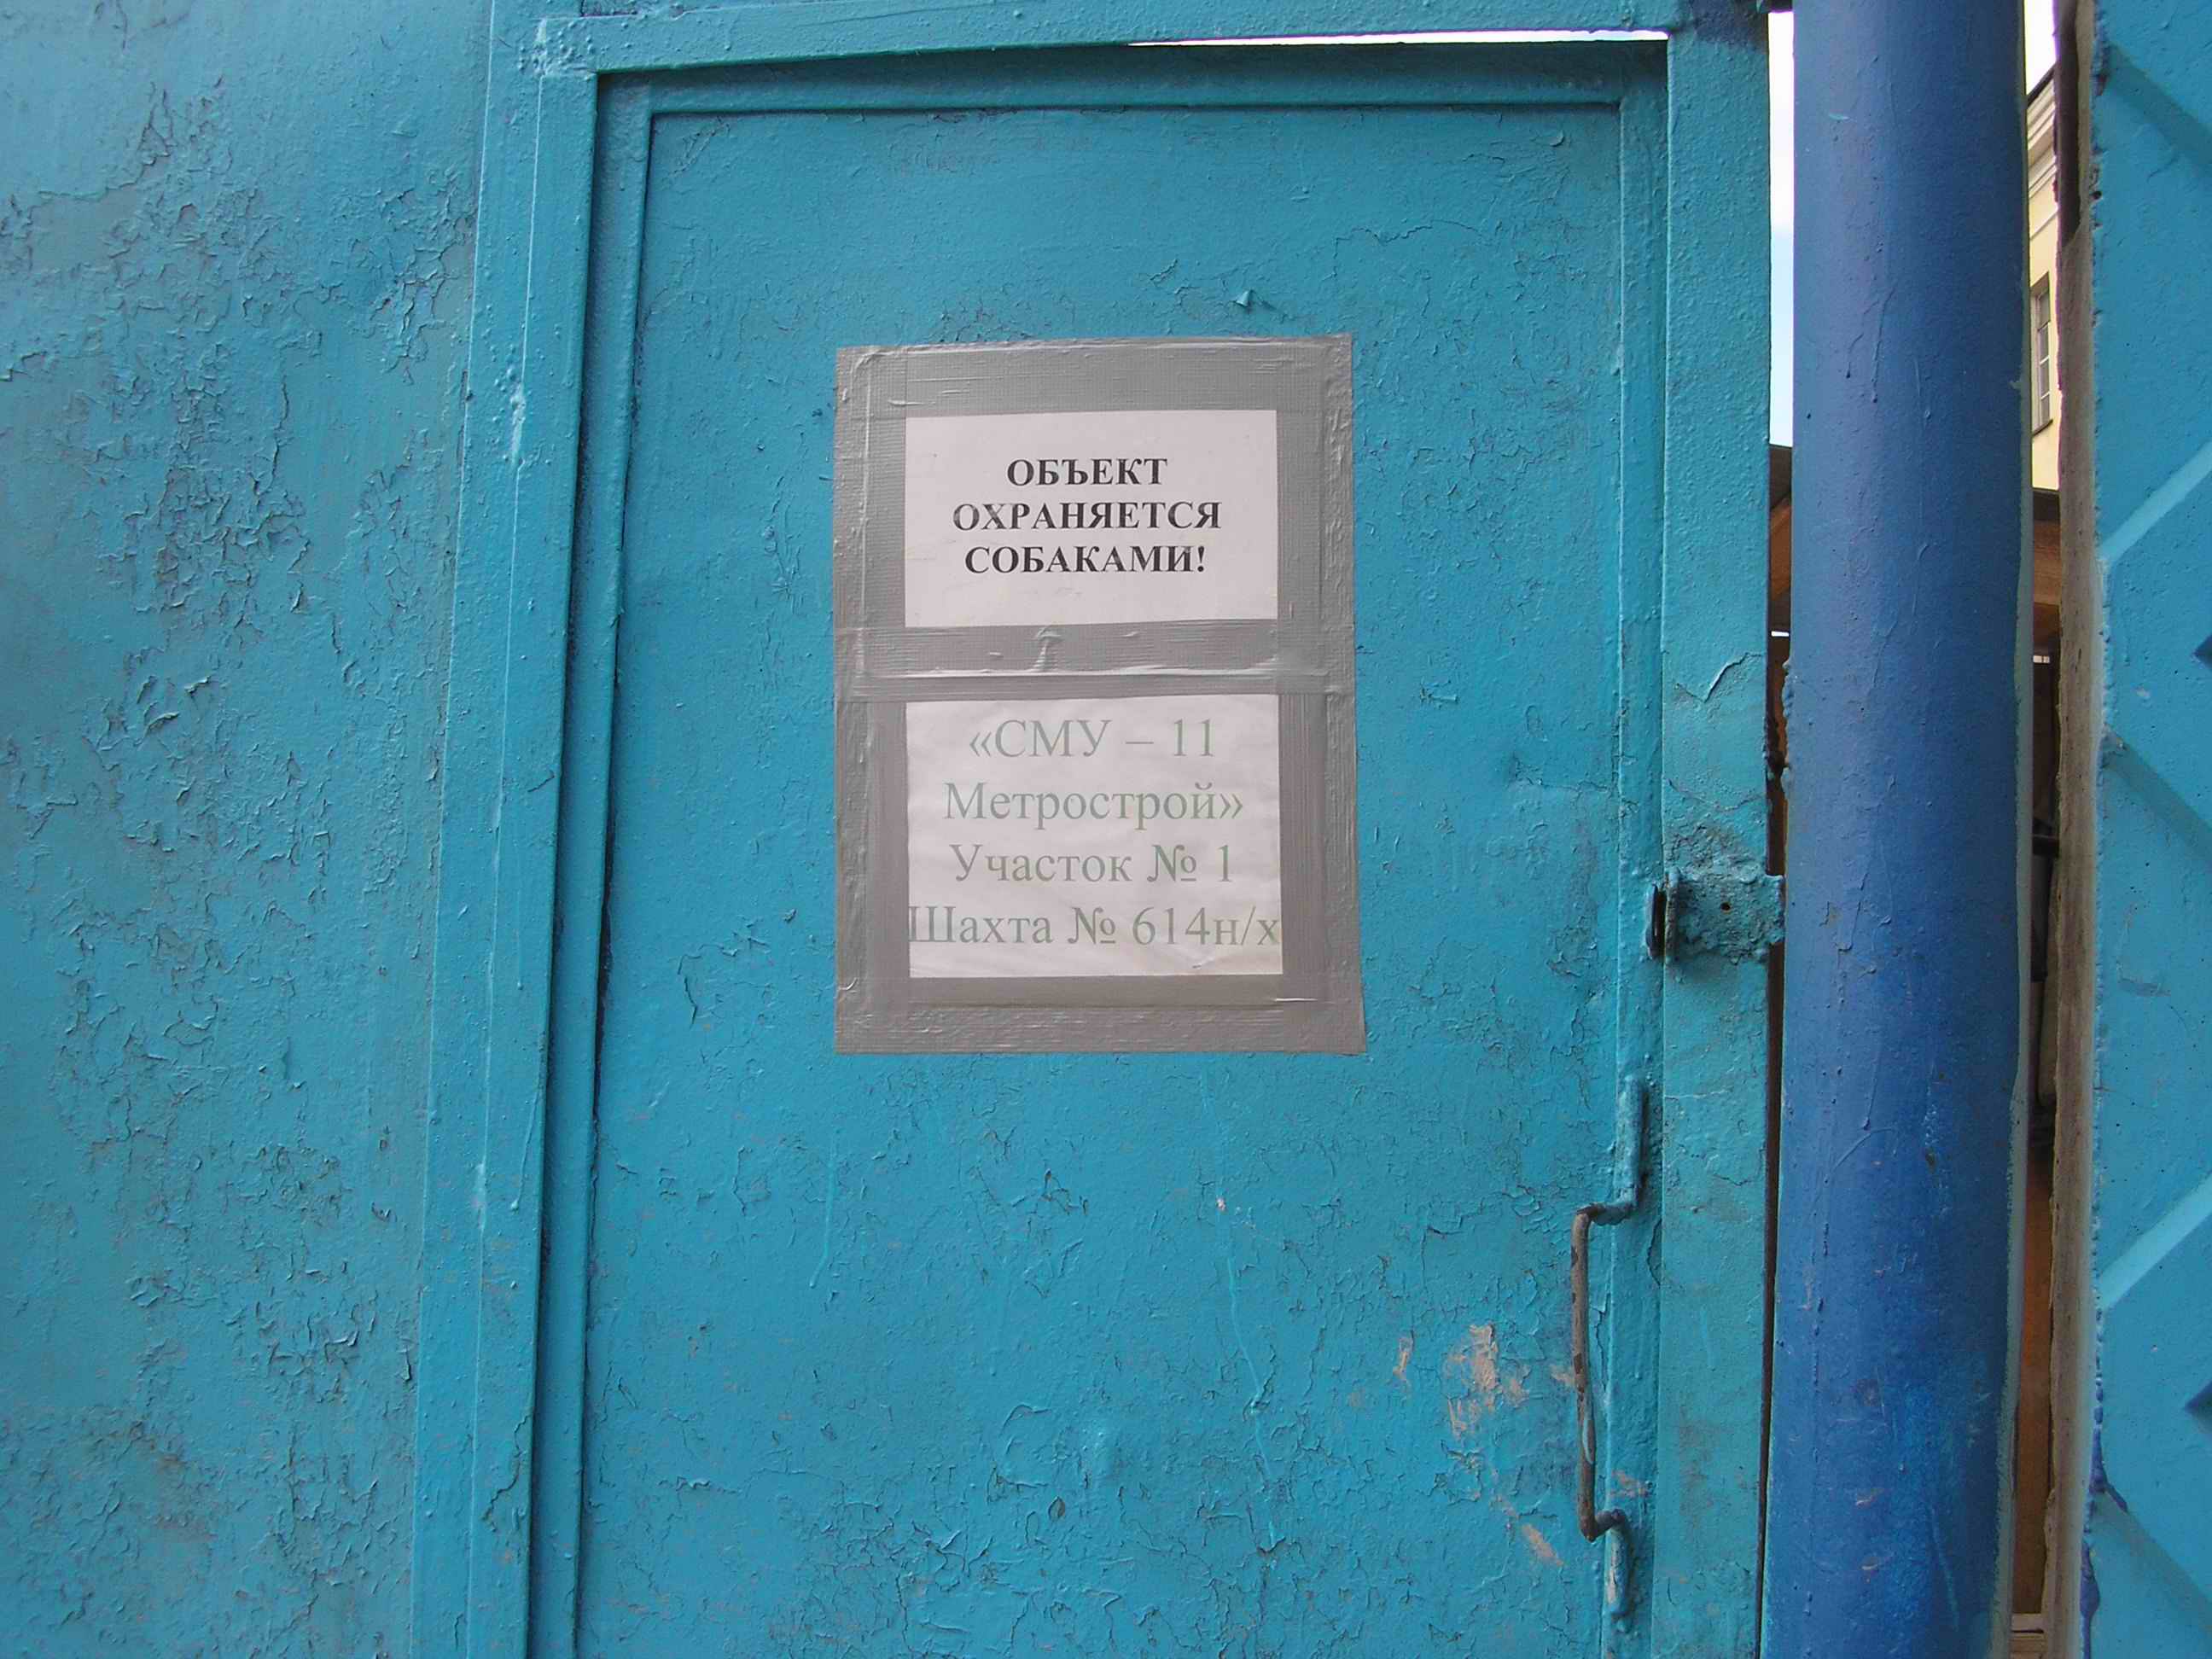 ОБЪЕКТ
ОХРАНЯЕТСЯ
СОБАКАМИ!
«СМУ – 11
Метрострой»
Участок № 1
Шахта № 614н/х